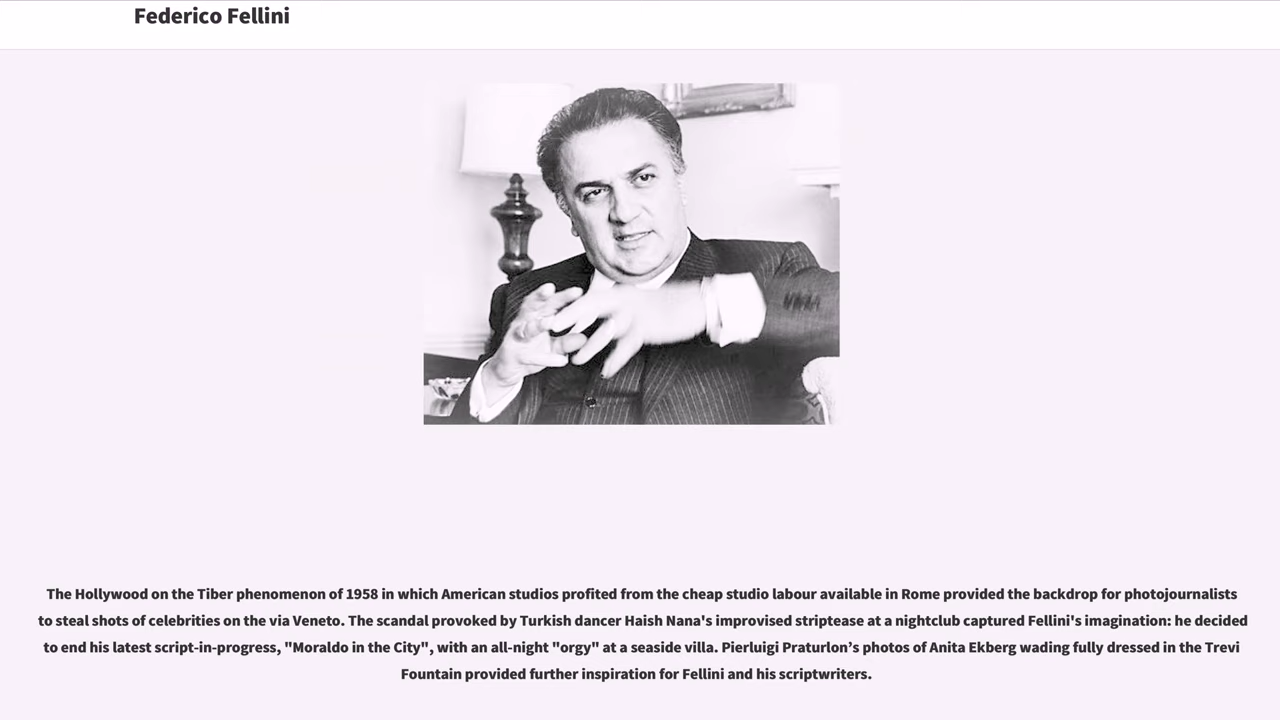 Federico Fellini
The Hollywood on the Tiber phenomenon of 1958 in which American studios profited from the cheap studio labour available in Rome provided the backdrop for photojournalists
to steal shots of celebrities on the via Veneto. The scandal provoked by Turkish dancer Haish Nana's improvised striptease at a nightclub captured Fellini's imagination: he decided
to end his latest script-in-progress, "Moraldo in the City", with an all-night "orgy" at a seaside villa. Pierluigi Praturlon’s photos of Anita Ekberg wading fully dressed in the Trevi
Fountain provided further inspiration for Fellini and his scriptwriters.